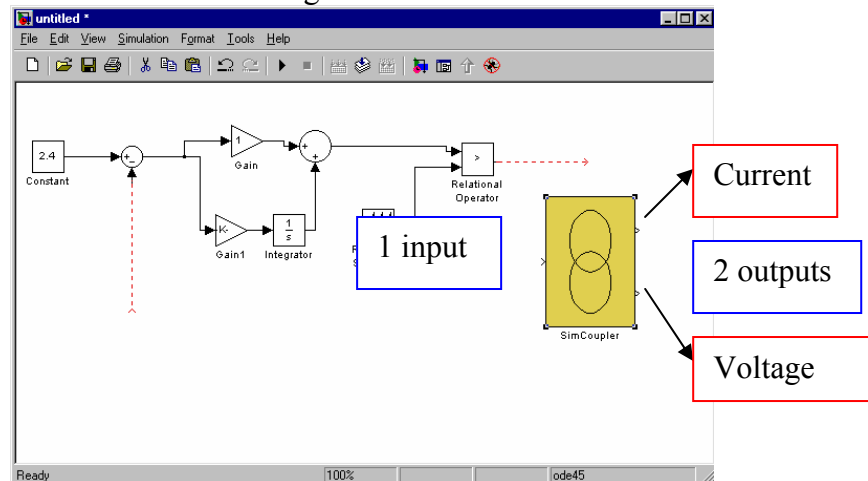 untitled *
File Edit View Simulation Format Tools Help
2.4
Constant
+
-
1
Gain
+
+
>
Relational
Operator
K-
Gain1
1
s
Integrator
1 input
SimCoupler
Current
2 outputs
Voltage
Ready 100% ode45